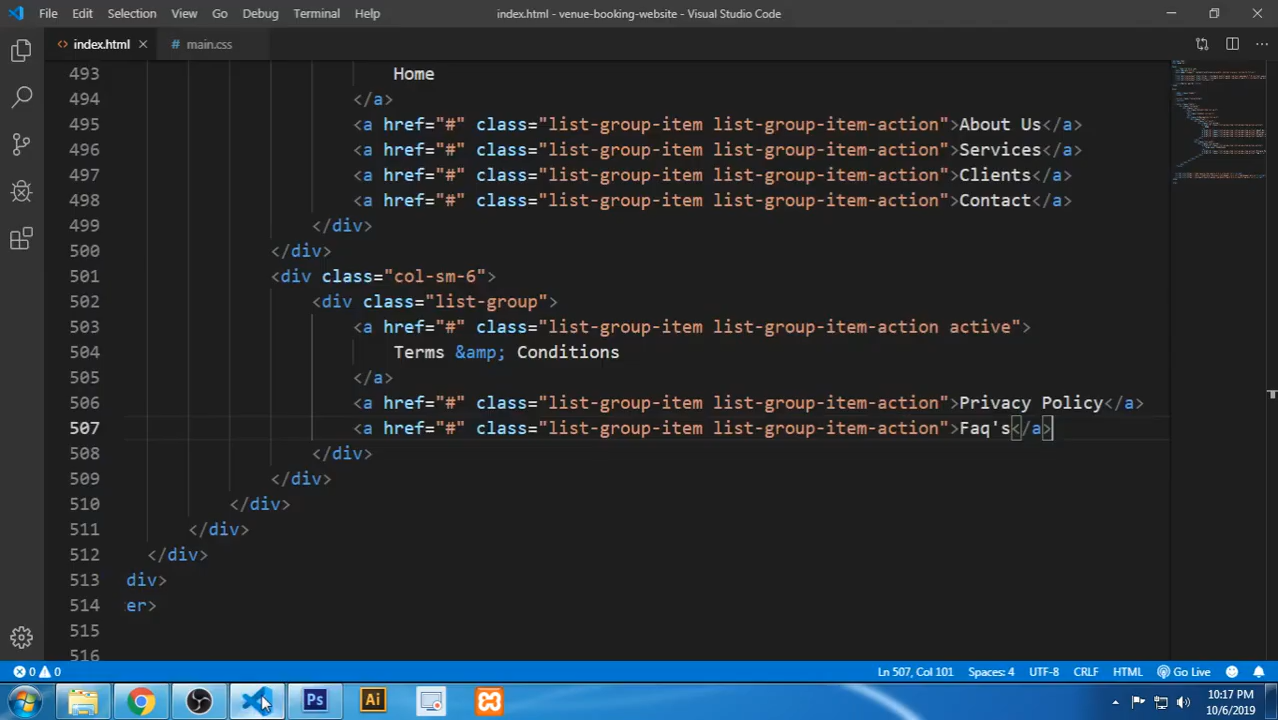 File Edit Selection View Go Debug Terminal Help index.html - venue-booking-website - Visual Studio Code
<> index.html × # main.css ···
493 Home
494 </a>
495 <a href="#" class="list-group-item list-group-item-action">About Us</a>
496 <a href="#" class="list-group-item list-group-item-action">Services</a>
497 <a href="#" class="list-group-item list-group-item-action">Clients</a>
498 <a href="#" class="list-group-item list-group-item-action">Contact</a>
499 </div>
500 </div>
501 <div class="col-sm-6">
502 <div class="list-group">
503 <a href="#" class="list-group-item list-group-item-action active">
504 Terms &amp; Conditions
505 </a>
506 <a href="#" class="list-group-item list-group-item-action">Privacy Policy</a>
507 <a href="#" class="list-group-item list-group-item-action">Faq's</a>
508 </div>
509 </div>
510 </div>
511 </div>
512 </div>
513 div>
514 er>
515
516
0 0 Ln 507, Col 101 Spaces: 4 UTF-8 CRLF HTML Go Live
Ps Ai
10:17 PM
10/6/2019